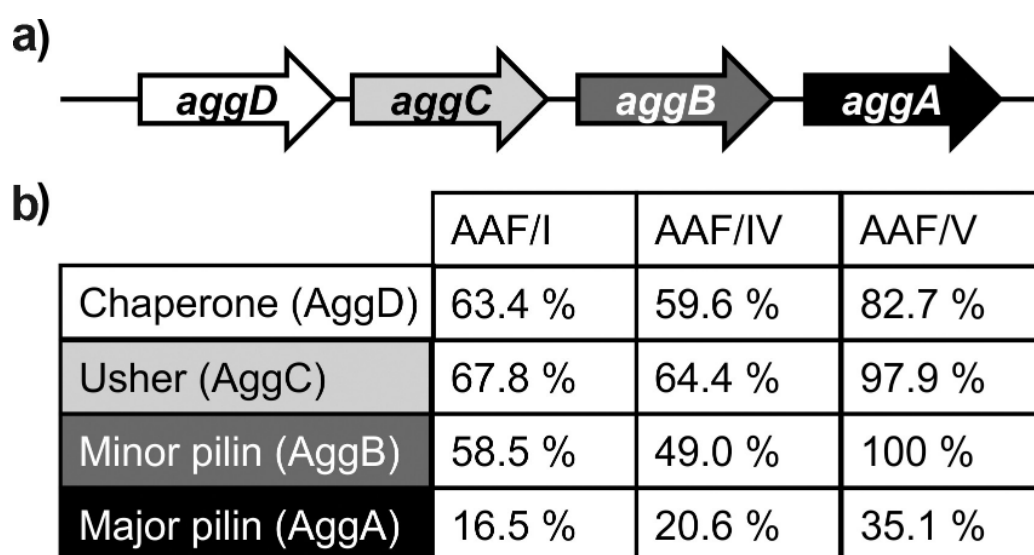 a)
aggD aggC aggB aggA
b)
AAF/I AAF/IV AAF/V
Chaperone (AggD) 63.4 % 59.6 % 82.7 %
Usher (AggC) 67.8 % 64.4 % 97.9 %
Minor pilin (AggB) 58.5 % 49.0 % 100 %
Major pilin (AggA) 16.5 % 20.6 % 35.1 %